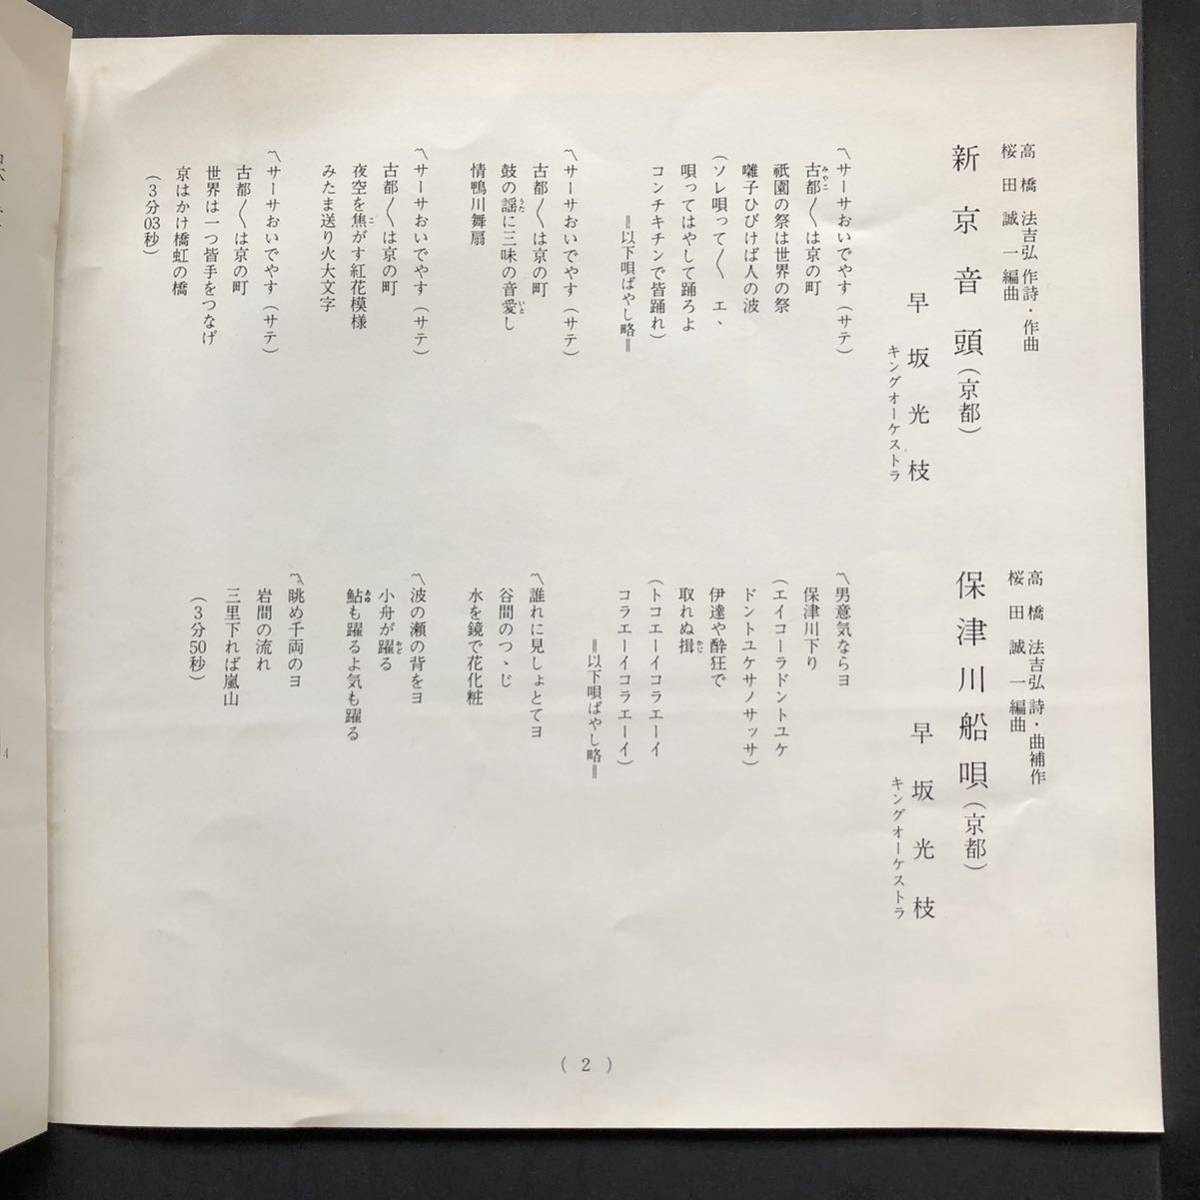 高橋 法吉弘 作詩・作曲
桜田 誠一 編曲
新京音頭(京都)
早坂光枝
キングオーケストラ
〽サーサおいでやす(サテ)
古都〳〵は京の町
みやこ
祇園の祭は世界の祭
囃子ひびけば人の波
(ソレ唄って〳〵 エヽ
唄ってはやして踊ろよ
コンチキチンで皆踊れ)
=以下唄ばやし略=
〽サーサおいでやす(サテ)
古都〳〵は京の町
鼓の謡に三味の音愛し
うた
いと
情鴨川舞扇
〽サーサおいでやす(サテ)
古都〳〵は京の町
夜空を焦がす紅花模様
こ
みたま送り火大文字
〽サーサおいでやす(サテ)
古都〳〵は京の町
世界は一つ皆手をつなげ
京はかけ橋虹の橋
(3分03秒)
高橋 法吉弘 詩・曲補作
桜田 誠一 編曲
保津川船唄(京都)
早坂光枝
キングオーケストラ
〽男意気ならヨ
保津川下り
(エイコーラドントユケ
ドントユケサノサッサ)
伊達や酔狂で
取れぬ揖
かじ
(トコエーイコラエーイ
コラエーイコラエーイ)
=以下唄ばやし略=
〽誰れに見しょとてヨ
谷間のつゝじ
水を鏡で花化粧
〽波の瀬の背をヨ
小舟が躍る
おど
鮎も躍るよ気も躍る
あゆ
〽眺め千両のヨ
岩間の流れ
三里下れば嵐山
(3分50秒)
(2)
4